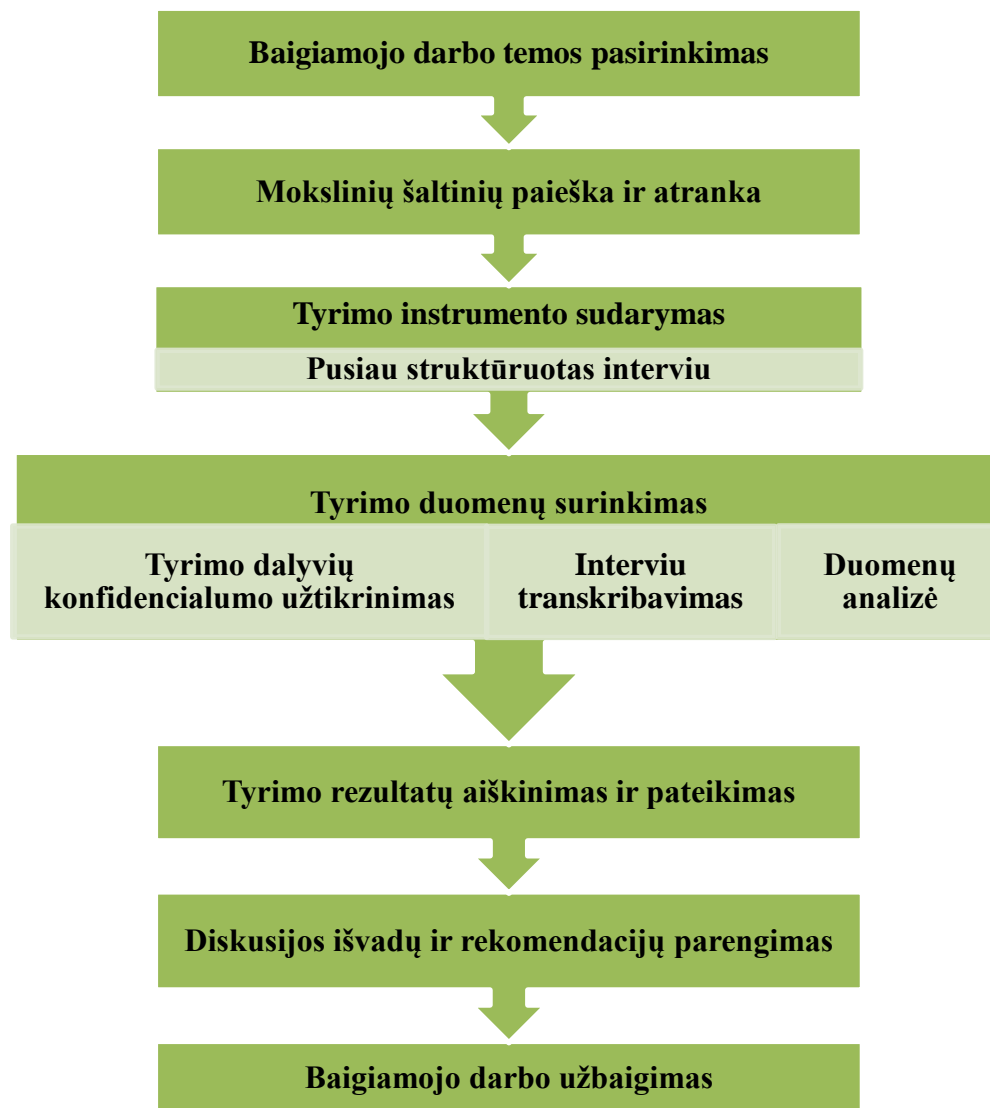 Baigiamojo darbo temos pasirinkimas
Mokslinių šaltinių paieška ir atranka
Tyrimo instrumento sudarymas
Pusiau struktūruotas interviu
Tyrimo duomenų surinkimas
Tyrimo dalyvių
konfidencialumo užtikrinimas
Interviu
transkribavimas
Duomenų
analizė
Tyrimo rezultatų aiškinimas ir pateikimas
Diskusijos išvadų ir rekomendacijų parengimas
Baigiamojo darbo užbaigimas